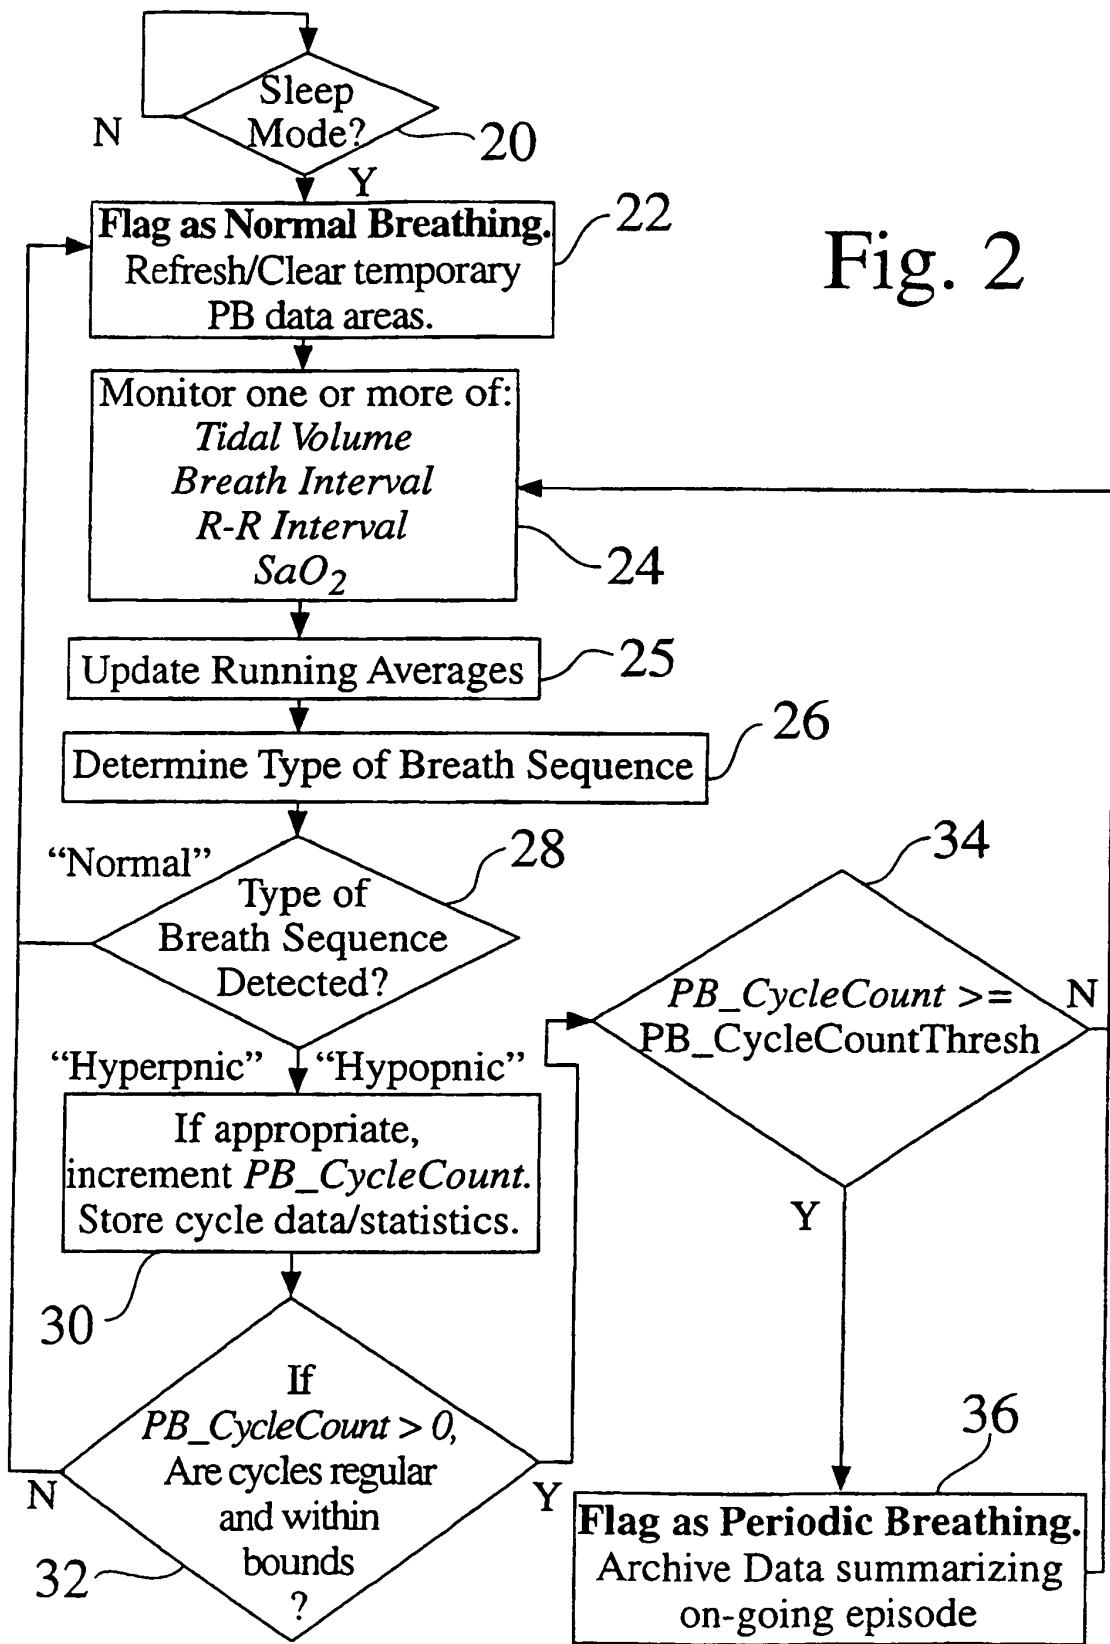 Sleep
Mode?
N
20
Y
Flag as Normal Breathing.
Refresh/Clear temporary
PB data areas.
22
Fig. 2
Monitor one or more of:
Tidal Volume
Breath Interval
R-R Interval
SaO2
24
Update Running Averages
25
Determine Type of Breath Sequence
26
"Normal"
Type of
Breath Sequence
Detected?
28
"Hyperpnic"
"Hypopnic"
If appropriate,
increment PB_CycleCount.
Store cycle data/statistics.
30
If
PB_CycleCount > 0,
Are cycles regular
and within
bounds
?
N
Y
32
34
PB_CycleCount >=
PB_CycleCountThresh
N
Y
36
Flag as Periodic Breathing.
Archive Data summarizing
on-going episode